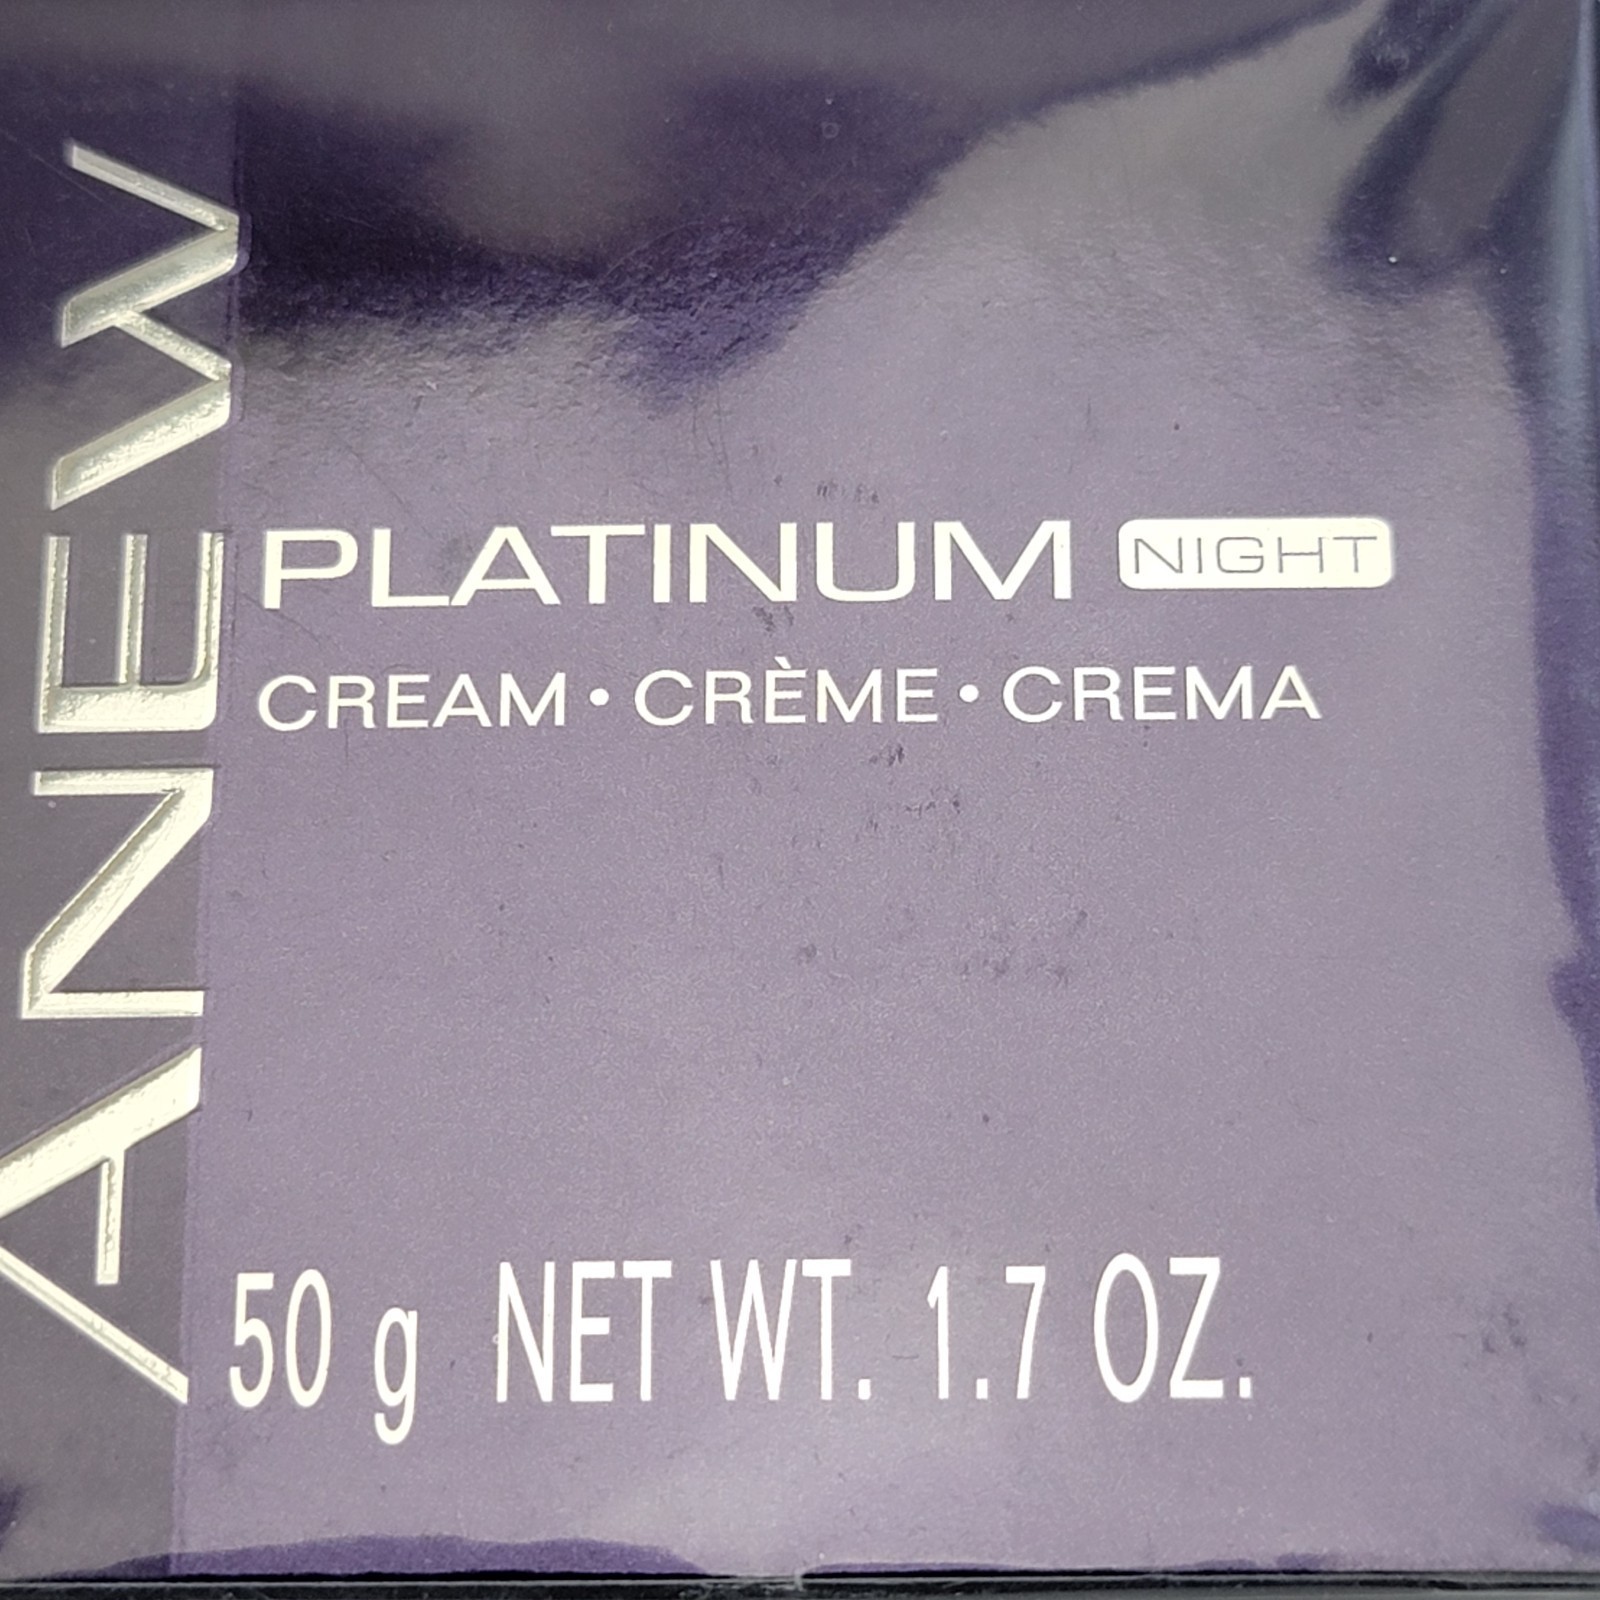 ANEW
PLATINUM NIGHT
CREAM • CRÈME • CREMA
50 g NET WT. 1.7 OZ.